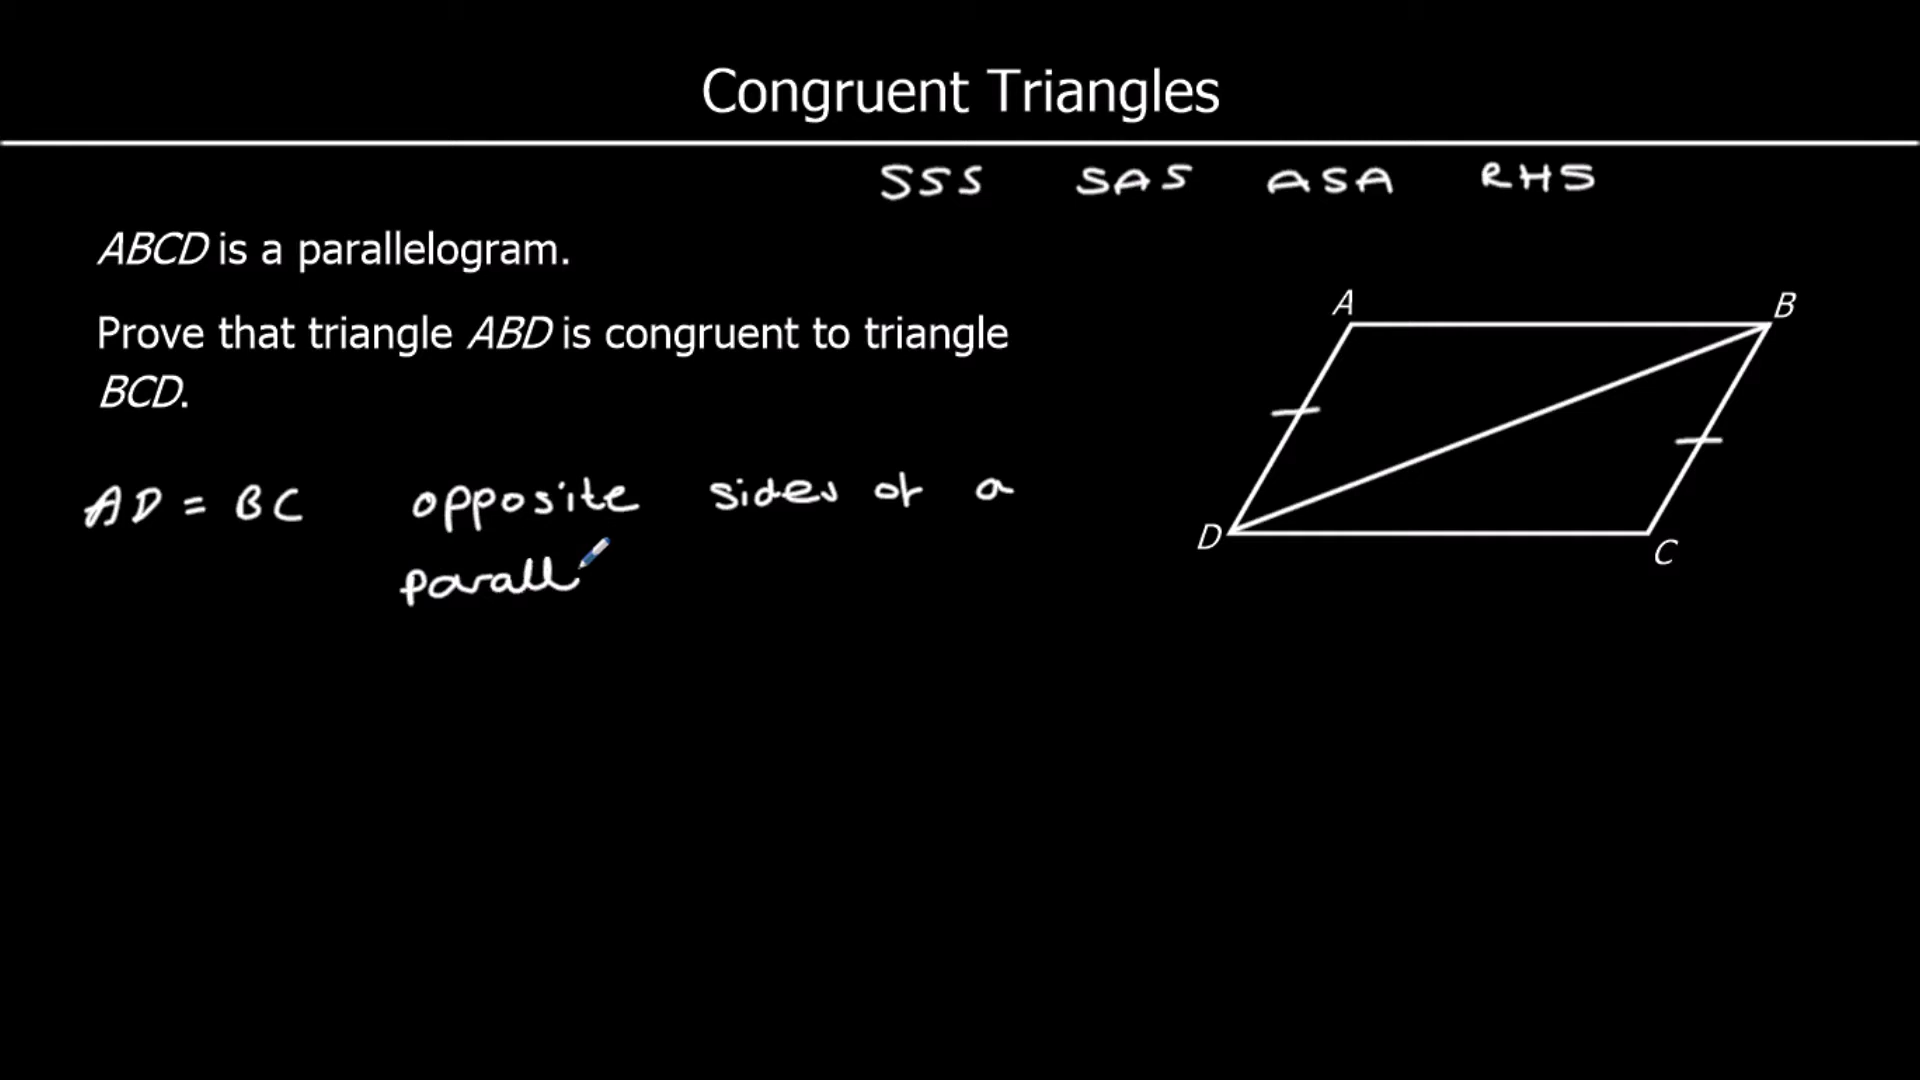 Congruent Triangles
SSS SAS ASA RHS
ABCD is a parallelogram.
Prove that triangle ABD is congruent to triangle
BCD.
A B
D C
AD = BC opposite sides of a
parall